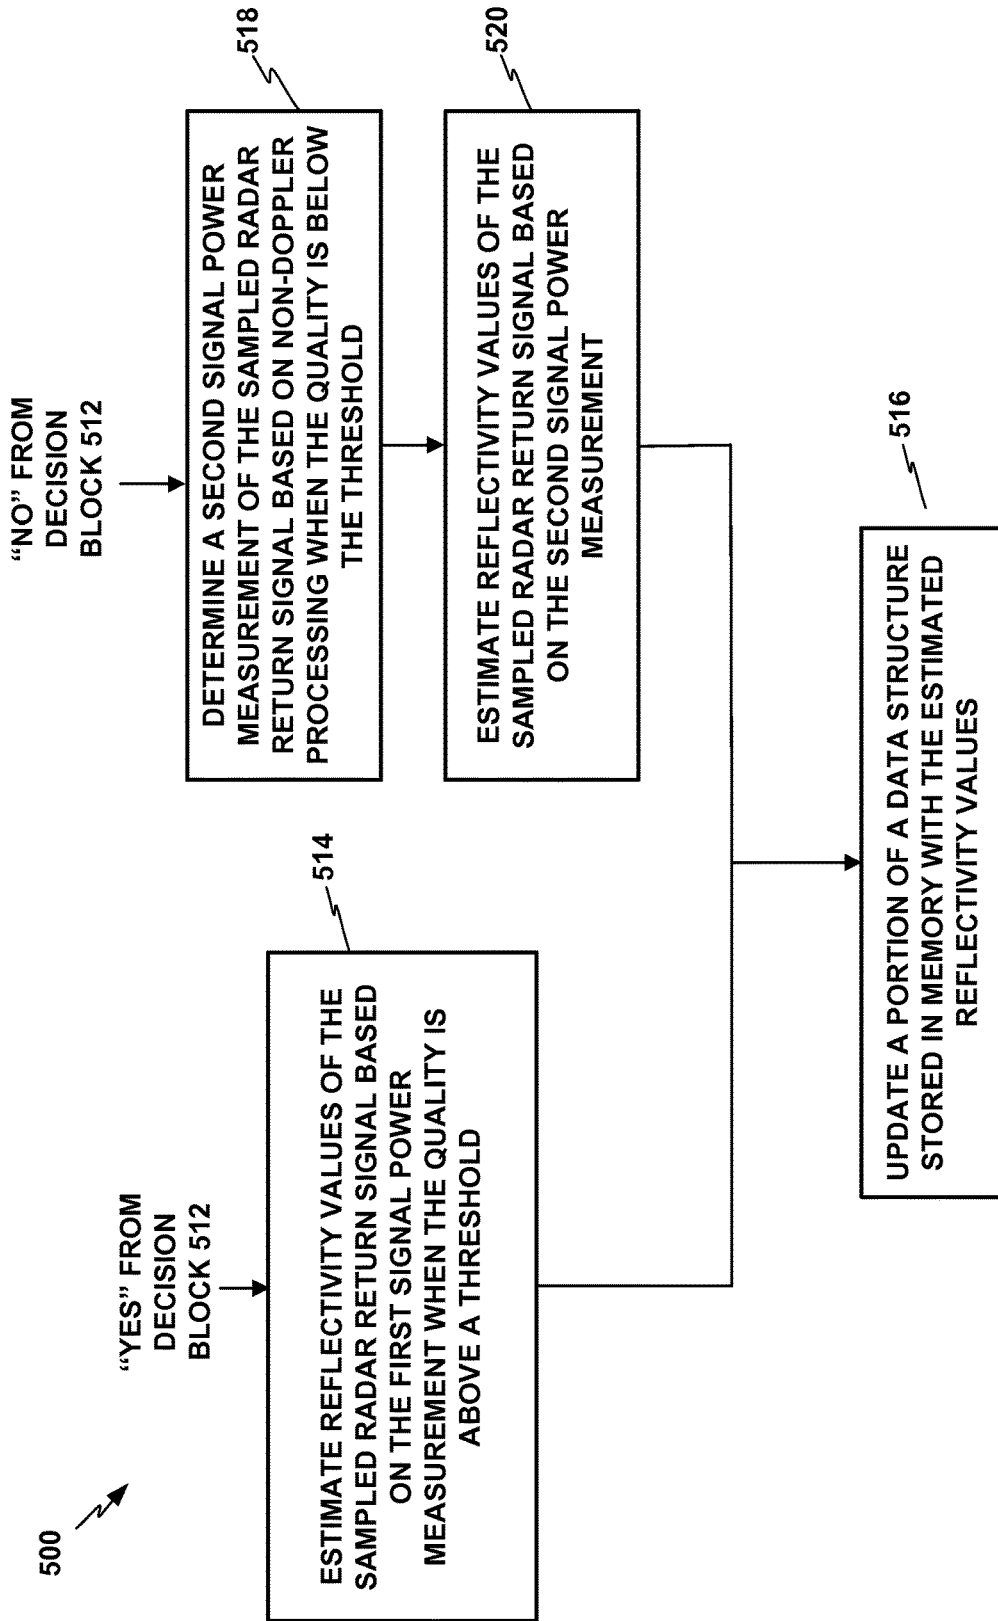 500
“YES” FROM
DECISION
BLOCK 512
514
ESTIMATE REFLECTIVITY VALUES OF THE
SAMPLED RADAR RETURN SIGNAL BASED
ON THE FIRST SIGNAL POWER
MEASUREMENT WHEN THE QUALITY IS
ABOVE A THRESHOLD
“NO” FROM
DECISION
BLOCK 512
518
DETERMINE A SECOND SIGNAL POWER
MEASUREMENT OF THE SAMPLED RADAR
RETURN SIGNAL BASED ON NON-DOPPLER
PROCESSING WHEN THE QUALITY IS BELOW
THE THRESHOLD
520
ESTIMATE REFLECTIVITY VALUES OF THE
SAMPLED RADAR RETURN SIGNAL BASED
ON THE SECOND SIGNAL POWER
MEASUREMENT
516
UPDATE A PORTION OF A DATA STRUCTURE
STORED IN MEMORY WITH THE ESTIMATED
REFLECTIVITY VALUES